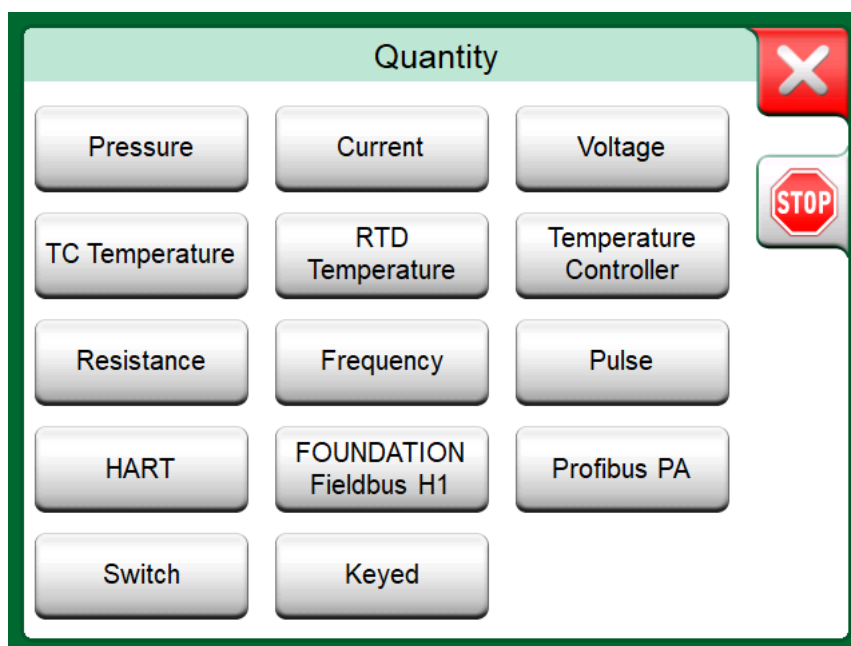 Quantity
Pressure
Current
Voltage
STOP
TC Temperature
RTD
Temperature
Temperature
Controller
Resistance
Frequency
Pulse
HART
FOUNDATION
Fieldbus H1
Profibus PA
Switch
Keyed